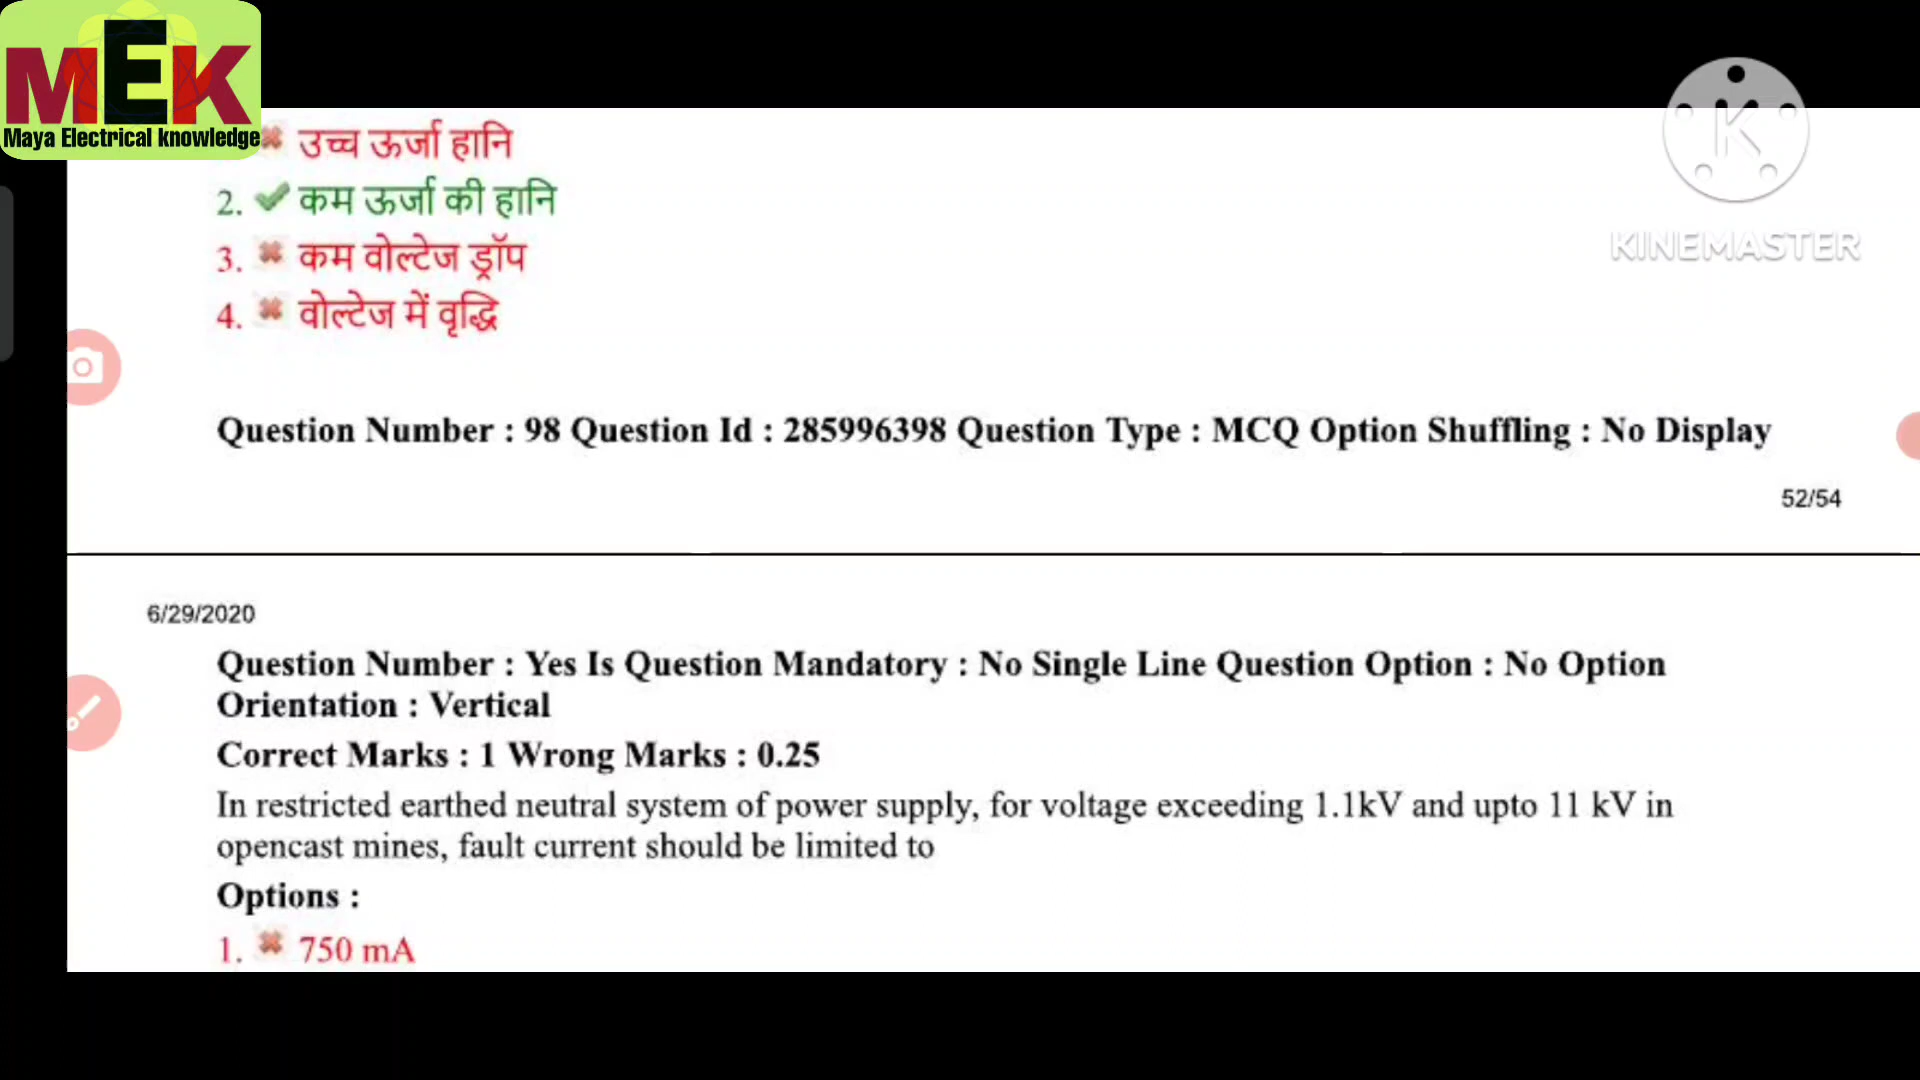 MEK
Maya Electrical knowledge
K
KINEMASTER
उच्च ऊर्जा हानि
2. कम ऊर्जा की हानि
3. कम वोल्टेज ड्रॉप
4. वोल्टेज में वृद्धि
Question Number : 98 Question Id : 285996398 Question Type : MCQ Option Shuffling : No Display
52/54
6/29/2020
Question Number : Yes Is Question Mandatory : No Single Line Question Option : No Option
Orientation : Vertical
Correct Marks : 1 Wrong Marks : 0.25
In restricted earthed neutral system of power supply, for voltage exceeding 1.1kV and upto 11 kV in
opencast mines, fault current should be limited to
Options :
1. 750 mA